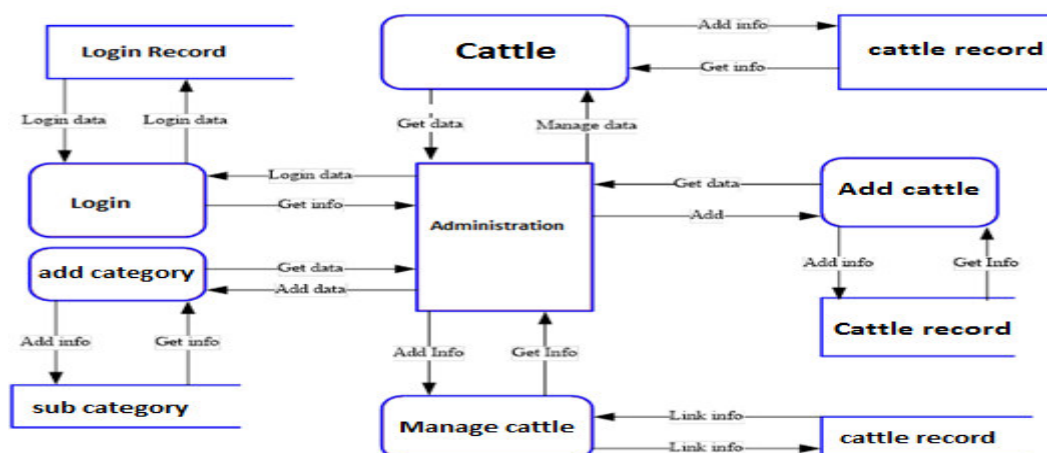 Login Record
Cattle
Add info
cattle record
Get info
Login data
Login data
Get data
Manage data
Login
Login data
Get info
Administration
Get data
Add
Add cattle
add category
Get data
Add data
Add info
Get Info
Cattle record
Add info
Get info
Add Info
Get Info
sub category
Manage cattle
Link info
Link info
cattle record